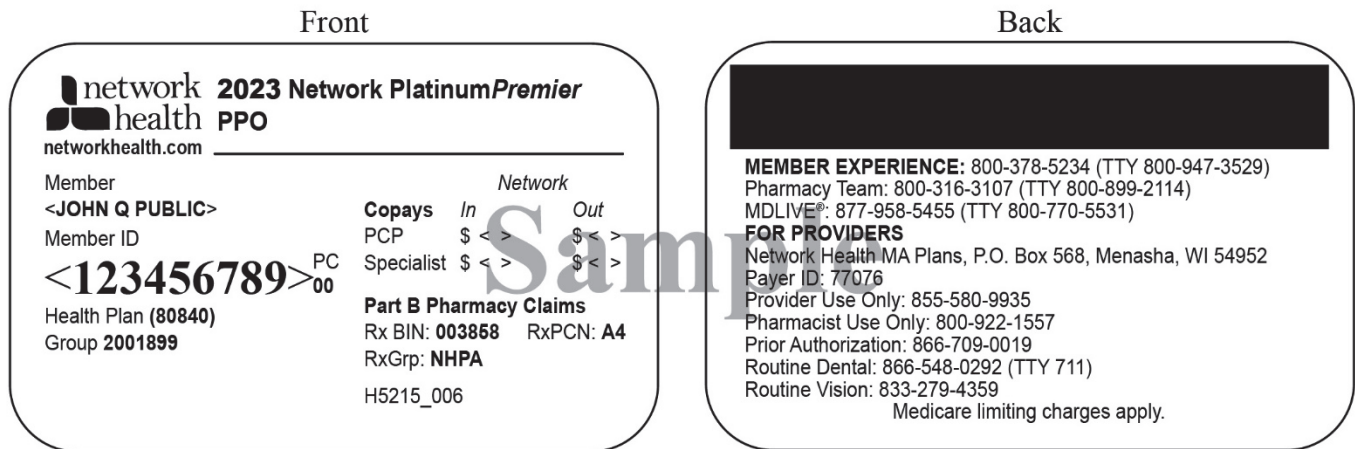 Front
network health
networkhealth.com
2023 Network PlatinumPremier
PPO
Member
<JOHN Q PUBLIC>
Member ID
<123456789> PC 00
Health Plan (80840)
Group 2001899
Network
Copays In Out
PCP $ < > $ < >
Specialist $ < > $ < >
Part B Pharmacy Claims
Rx BIN: 003858 RxPCN: A4
RxGrp: NHPA
H5215_006
Sample
Back
MEMBER EXPERIENCE: 800-378-5234 (TTY 800-947-3529)
Pharmacy Team: 800-316-3107 (TTY 800-899-2114)
MDLIVE®: 877-958-5455 (TTY 800-770-5531)
FOR PROVIDERS
Network Health MA Plans, P.O. Box 568, Menasha, WI 54952
Payer ID: 77076
Provider Use Only: 855-580-9935
Pharmacist Use Only: 800-922-1557
Prior Authorization: 866-709-0019
Routine Dental: 866-548-0292 (TTY 711)
Routine Vision: 833-279-4359
Medicare limiting charges apply.